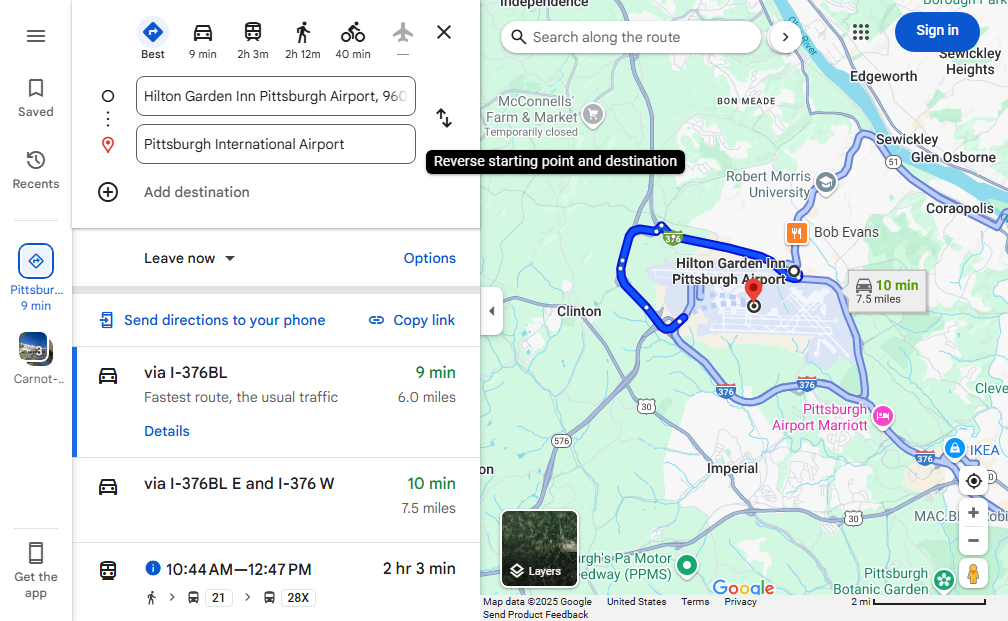 Saved
Recents
Pittsbur...
9 min
3
Carnot-...
Get the
app
Best
9 min
2h 3m
2h 12m
40 min
—
Hilton Garden Inn Pittsburgh Airport, 960
Pittsburgh International Airport
Add destination
Reverse starting point and destination
Leave now
Options
Send directions to your phone
Copy link
via I-376BL
9 min
Fastest route, the usual traffic
6.0 miles
Details
via I-376BL E and I-376 W
10 min
7.5 miles
10:44 AM—12:47 PM
2 hr 3 min
21
28X
Search along the route
Sign in
Independence
River
Edgeworth
Sewickley
Heights
BON MEADE
McConnells'
Farm & Market
Temporarily closed
Sewickley
51
Glen Osborne
Robert Morris
University
Coraopolis
Bob Evans
376
Hilton Garden Inn
Pittsburgh Airport
10 min
7.5 miles
Clinton
376
376
30
Pittsburgh
Airport Marriott
576
376
IKEA
Imperial
30
MAC.B
Pittsburgh
Botanic Garden
Layers
Google
Map data ©2025 Google
United States
Terms
Privacy
2 mi
Send Product Feedback